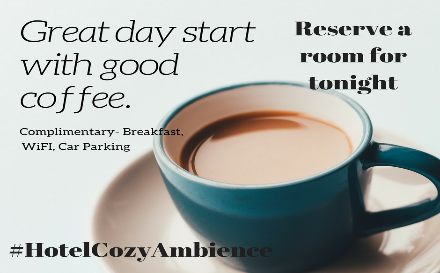 Great day start
with good
coffee.
Complimentary- Breakfast,
WiFI, Car Parking
Reserve a
room for
tonight
#HotelCozyAmbience